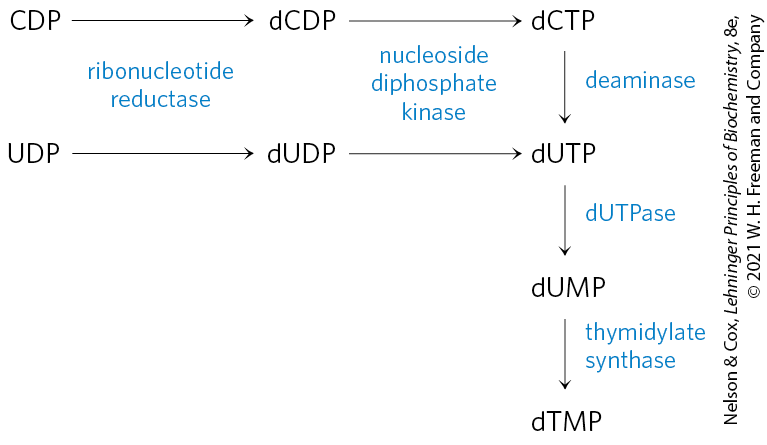 CDP
dCDP
dCTP
ribonucleotide
reductase
nucleoside
diphosphate
kinase
deaminase
UDP
dUDP
dUTP
dUTPase
dUMP
thymidylate
synthase
dTMP
Nelson & Cox, Lehninger Principles of Biochemistry, 8e,
© 2021 W. H. Freeman and Company